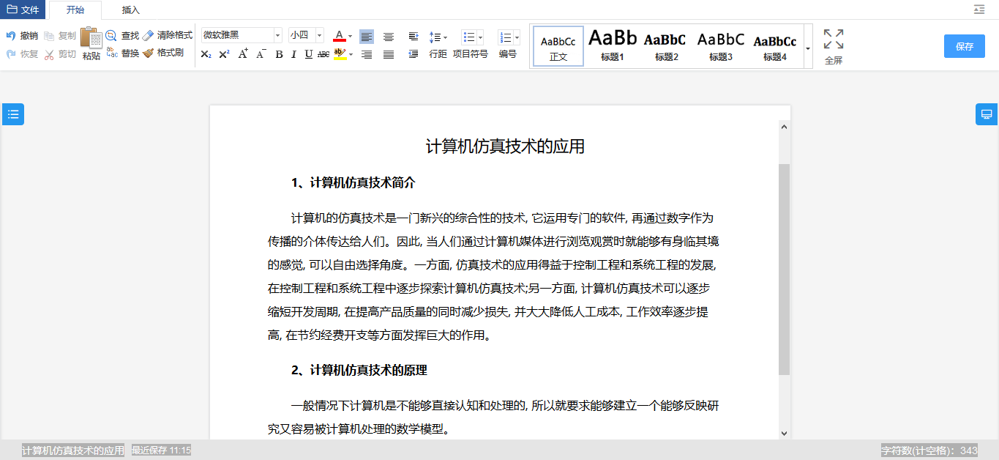 文件 开始 插入
撤销 复制 粘贴 查找 清除格式 微软雅黑 小四 A AaBbCc AaBb AaBbC AaBbC AaBbCc 保存
恢复 剪切 替换 格式刷 X₂ X² A⁺ A⁻ B I U ABC ab 行距 项目符号 编号 正文 标题1 标题2 标题3 标题4 全屏
计算机仿真技术的应用
1、计算机仿真技术简介
计算机的仿真技术是一门新兴的综合性的技术, 它运用专门的软件, 再通过数字作为
传播的介体传达给人们。因此, 当人们通过计算机媒体进行浏览观赏时就能够有身临其境
的感觉, 可以自由选择角度。一方面, 仿真技术的应用得益于控制工程和系统工程的发展,
在控制工程和系统工程中逐步探索计算机仿真技术;另一方面, 计算机仿真技术可以逐步
缩短开发周期, 在提高产品质量的同时减少损失, 并大大降低人工成本, 工作效率逐步提
高, 在节约经费开支等方面发挥巨大的作用。
2、计算机仿真技术的原理
一般情况下计算机是不能够直接认知和处理的, 所以就要求能够建立一个能够反映研
究又容易被计算机处理的数学模型。
计算机仿真技术的应用 最近保存 11:15 字符数(计空格)：343